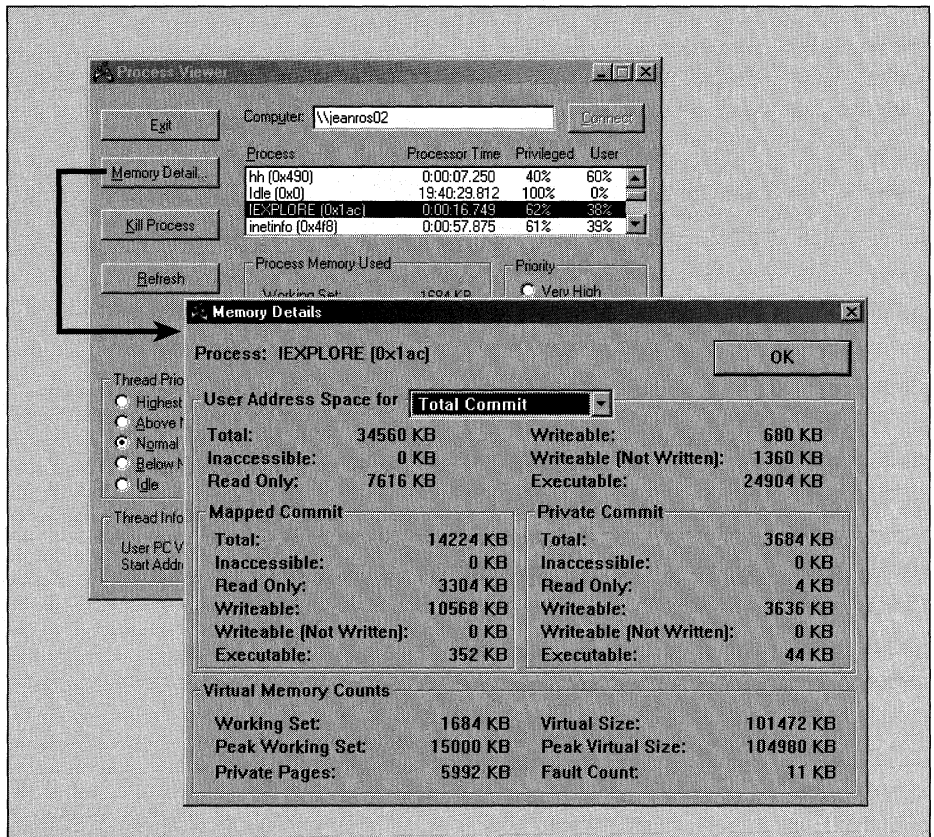 Process Viewer
Exit
Computer: \\jeanros02 Connect
Memory Detail...
Process Processor Time Privileged User
hh (0x490) 0:00:07.250 40% 60%
Idle (0x0) 19:40:29.812 100% 0%
IEXPLORE (0x1ac) 0:00:16.749 62% 38%
inetinfo (0x4f8) 0:00:57.875 61% 39%
Kill Process
Refresh
Process Memory Used
Working Set: 1684 KB
Priority
Very High
Thread Prio
Highest
Above N
Normal
Below N
Idle
Thread Info
User PC V
Start Addr
Memory Details
Process: IEXPLORE (0x1ac)
OK
User Address Space for Total Commit
Total: 34560 KB Writeable: 680 KB
Inaccessible: 0 KB Writeable (Not Written): 1360 KB
Read Only: 7616 KB Executable: 24904 KB
Mapped Commit
Total: 14224 KB
Inaccessible: 0 KB
Read Only: 3304 KB
Writeable: 10568 KB
Writeable (Not Written): 0 KB
Executable: 352 KB
Private Commit
Total: 3684 KB
Inaccessible: 0 KB
Read Only: 4 KB
Writeable: 3636 KB
Writeable (Not Written): 0 KB
Executable: 44 KB
Virtual Memory Counts
Working Set: 1684 KB Virtual Size: 101472 KB
Peak Working Set: 15000 KB Peak Virtual Size: 104980 KB
Private Pages: 5992 KB Fault Count: 11 KB